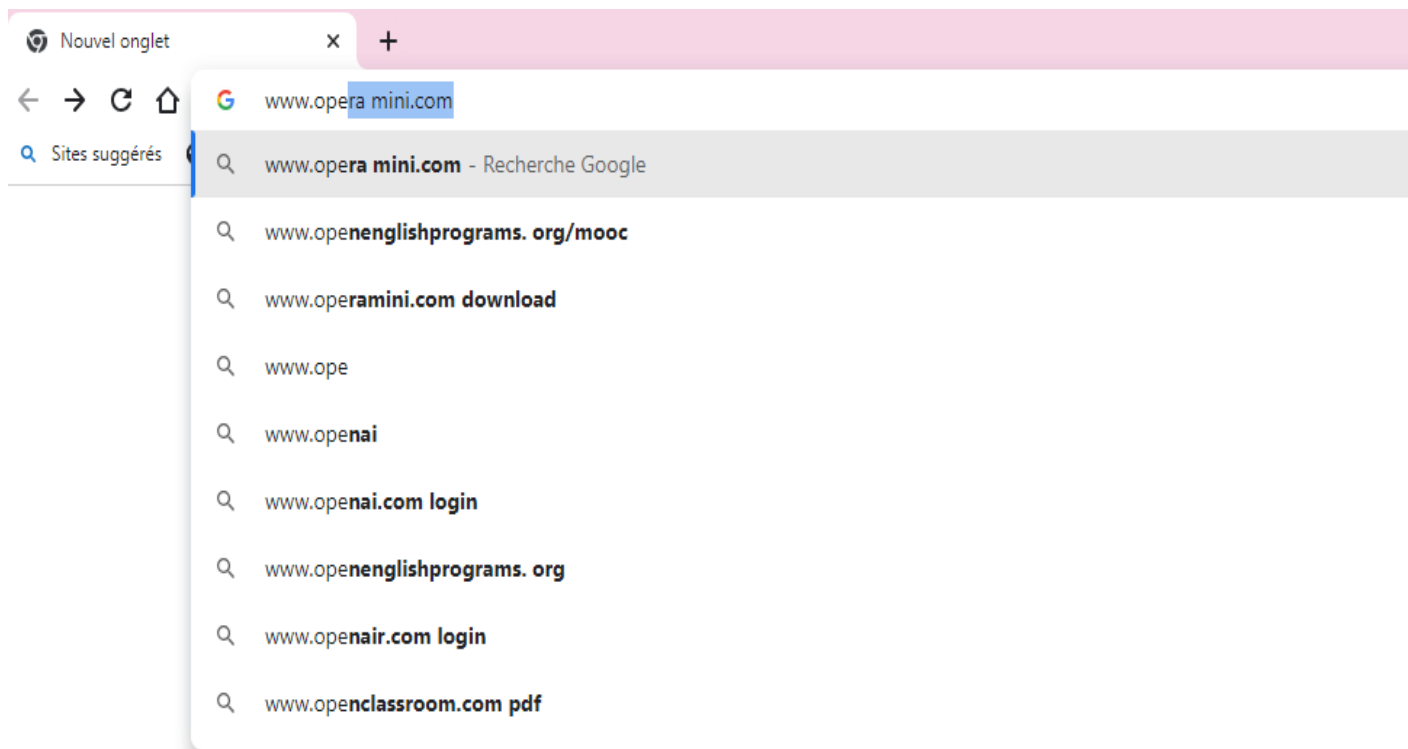 Nouvel onglet
www.opera mini.com
Sites suggérés
www.opera mini.com - Recherche Google
www.openenglishprograms. org/mooc
www.operamini.com download
www.ope
www.openai
www.openai.com login
www.openenglishprograms. org
www.openair.com login
www.openclassroom.com pdf